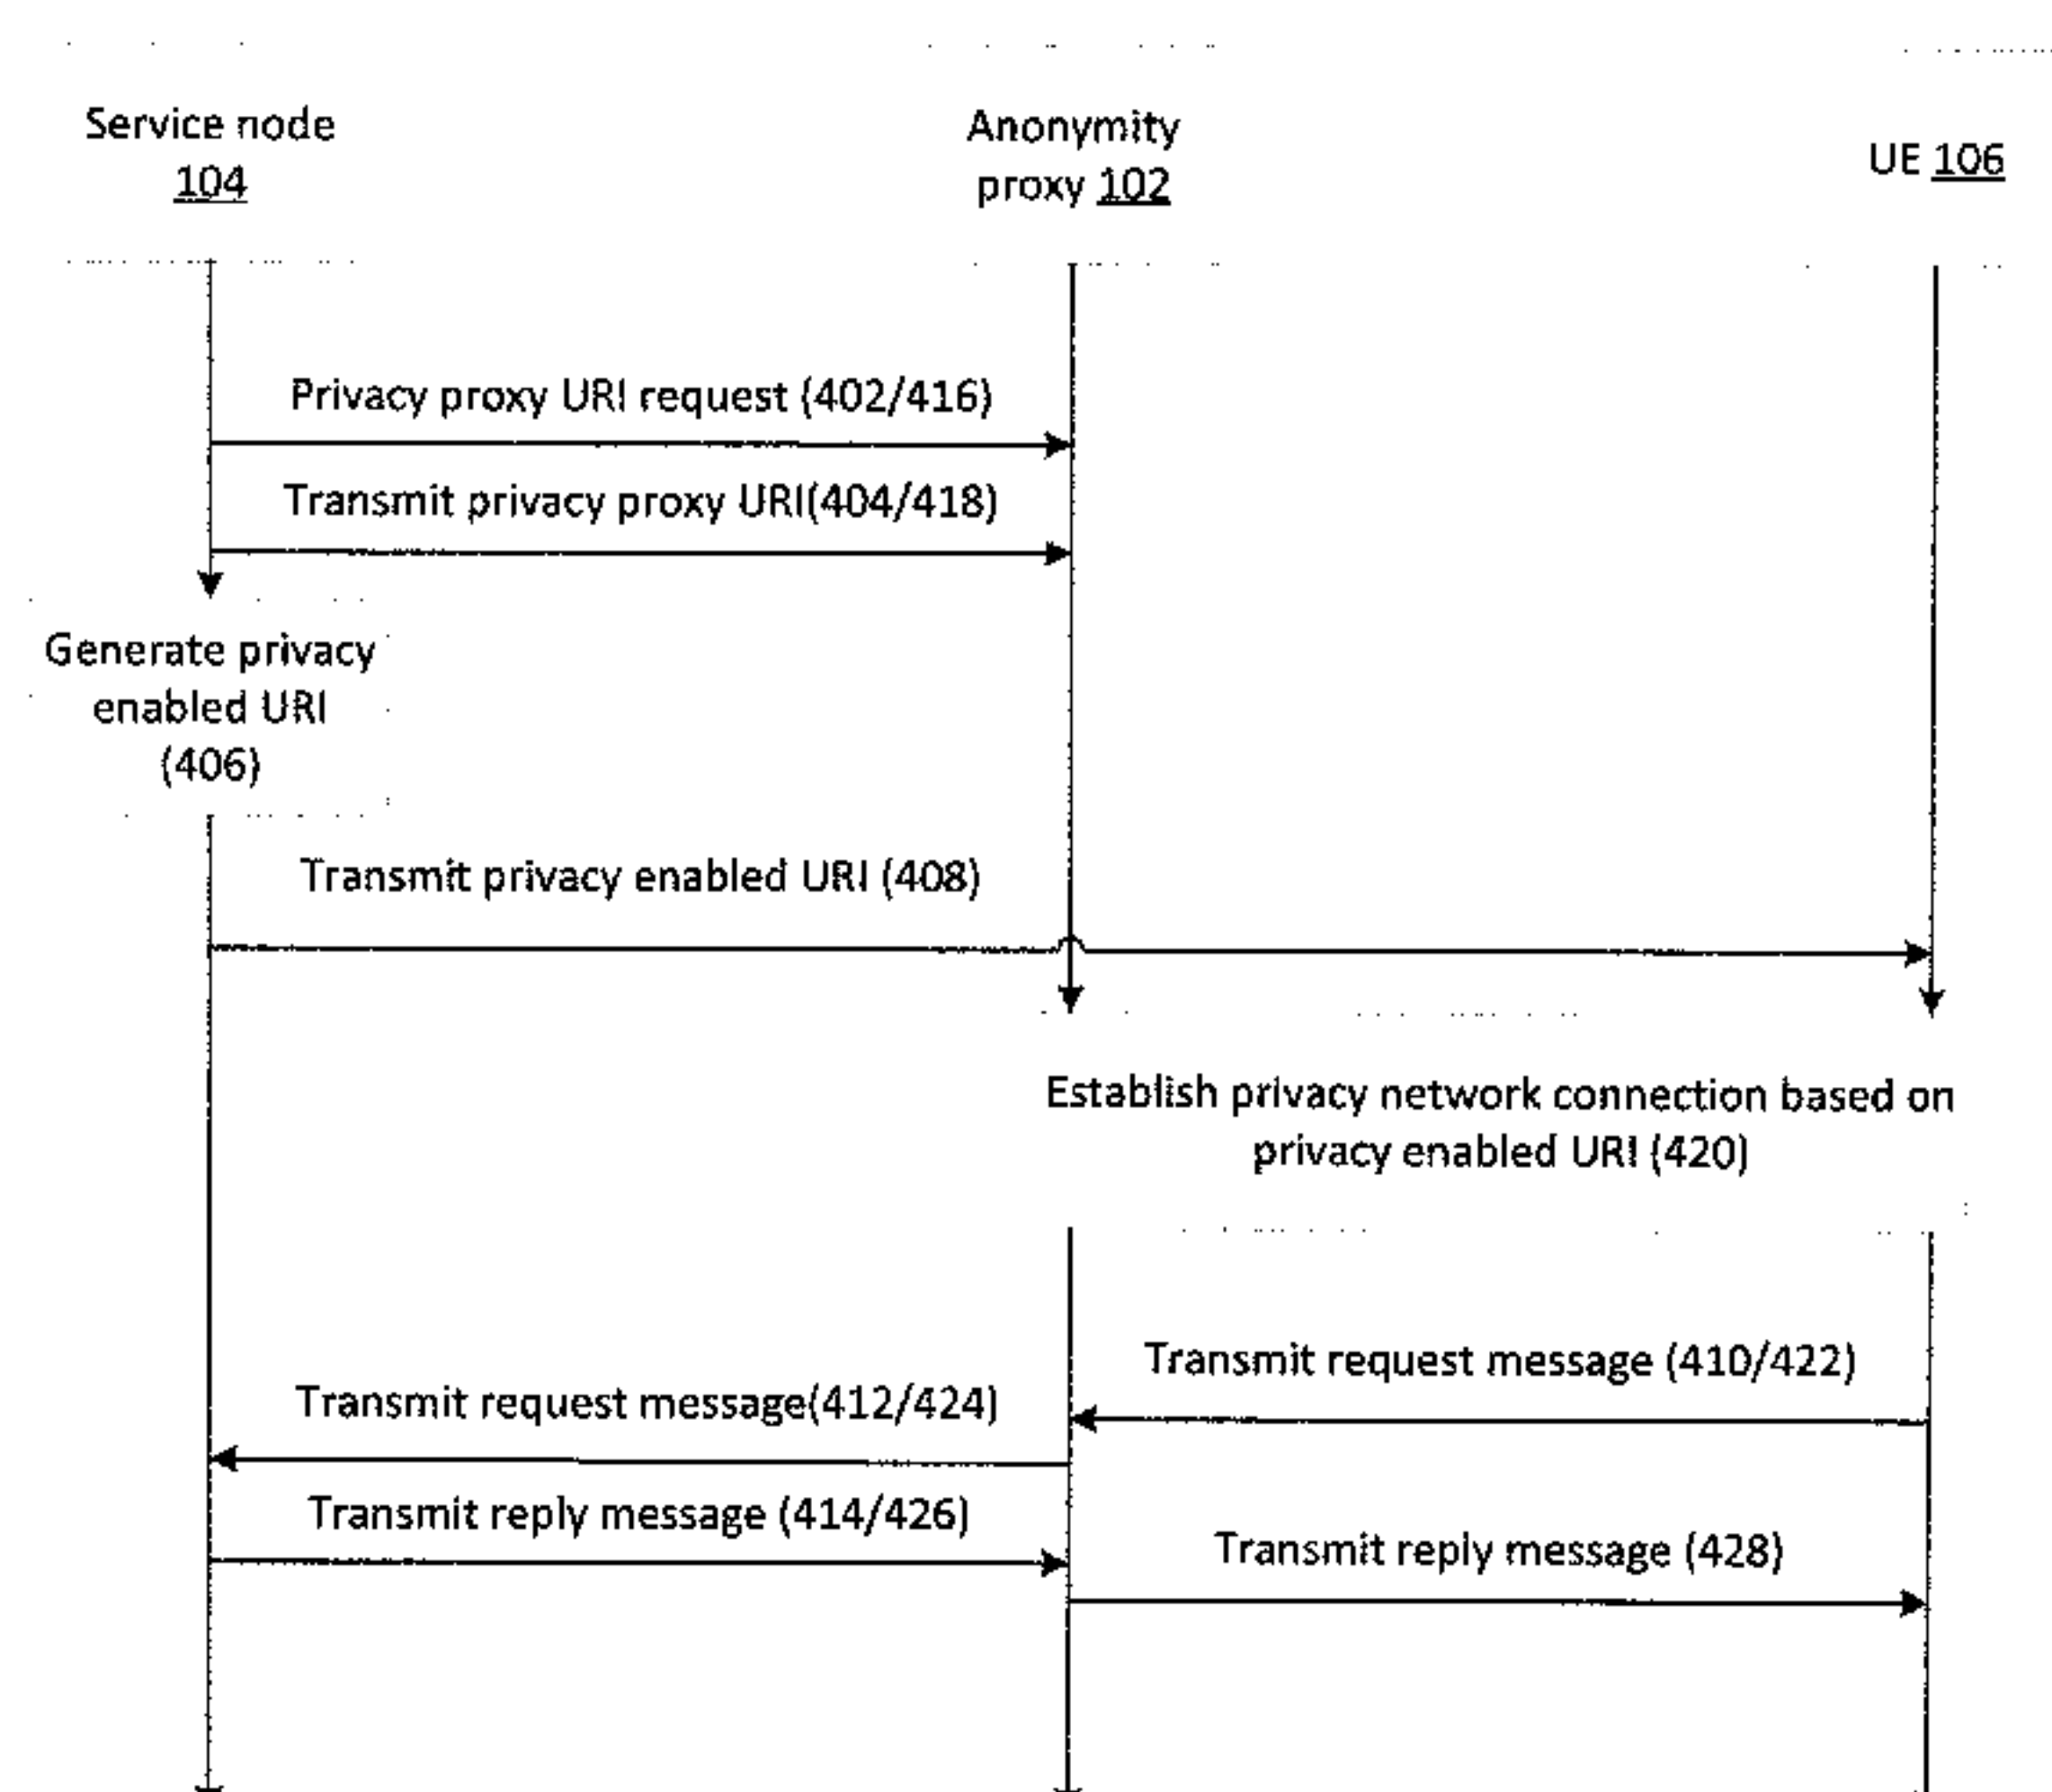 Service node
104
Anonymity
proxy 102
UE 106
Privacy proxy URI request (402/416)
Transmit privacy proxy URI(404/418)
Generate privacy
enabled URI
(406)
Transmit privacy enabled URI (408)
Establish privacy network connection based on
privacy enabled URI (420)
Transmit request message (410/422)
Transmit request message(412/424)
Transmit reply message (414/426)
Transmit reply message (428)